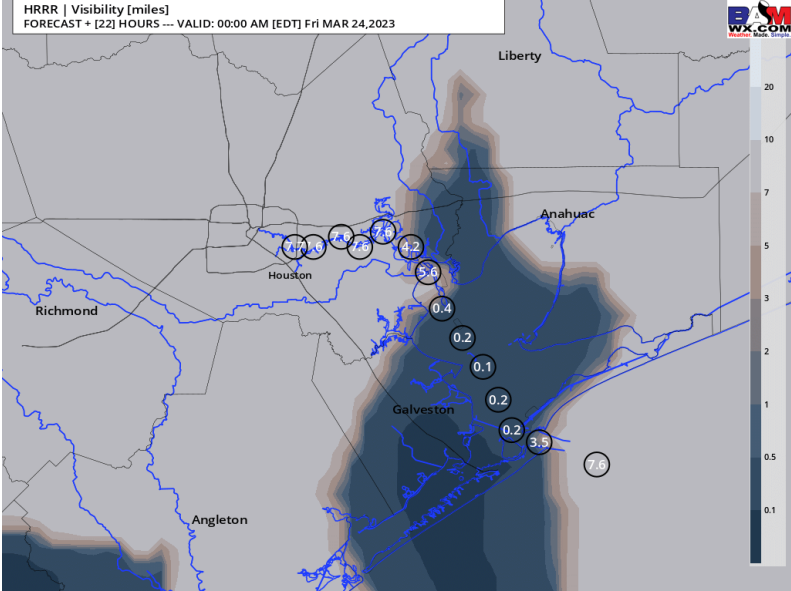 HRRR | Visibility [miles]
FORECAST + [22] HOURS --- VALID: 00:00 AM [EDT] Fri MAR 24,2023
BAM
WX.COM
Weather. Made. Simple.
Liberty
20
10
7
Anahuac
7.6
7.6
7.7
7.6
4.2
5
Houston
5.6
3
Richmond
0.4
0.2
2
0.1
1
0.2
Galveston
0.2
3.5
0.5
7.6
0.1
Angleton